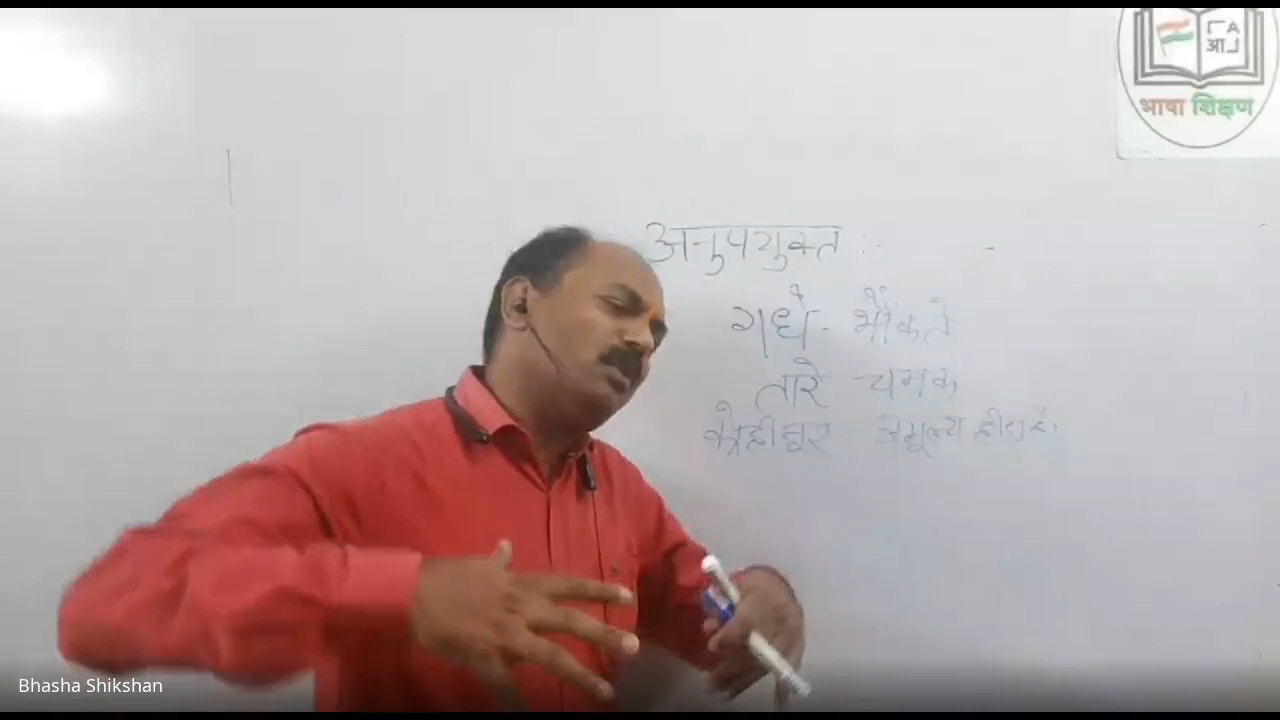 A
आ
भाषा शिक्षण
अनुपयुक्त :-
गधे - भौंकते
तारे चमक
कोहीनूर अमूल्य हीरा है।
Bhasha Shikshan